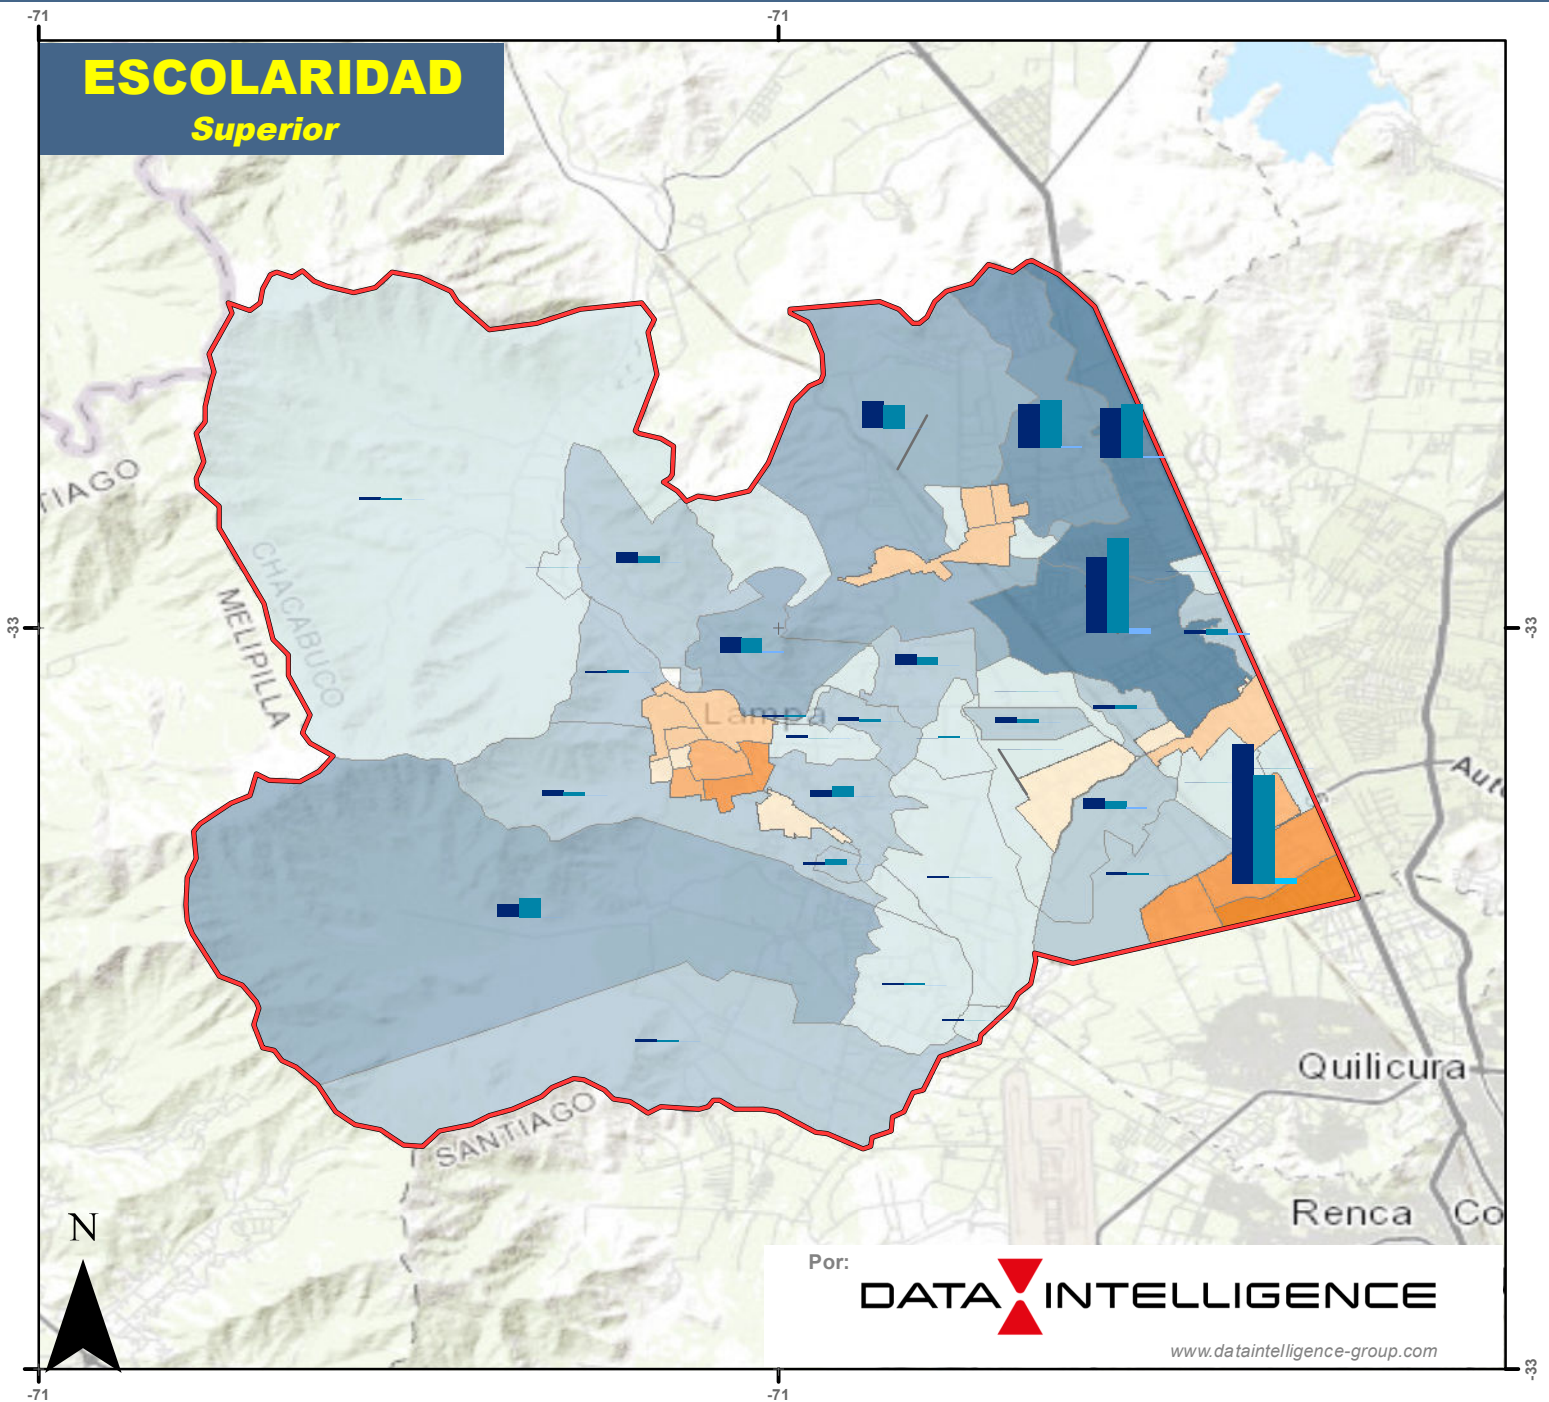 -71
-71
ESCOLARIDAD
Superior
TIAGO
CHACABUCO
MELIPILLA
-33
-33
Lampa
SANTIAGO
Quilicura
Renca
Co
N
Por:
DATA INTELLIGENCE
www.dataintelligence-group.com
-33
-71
-71